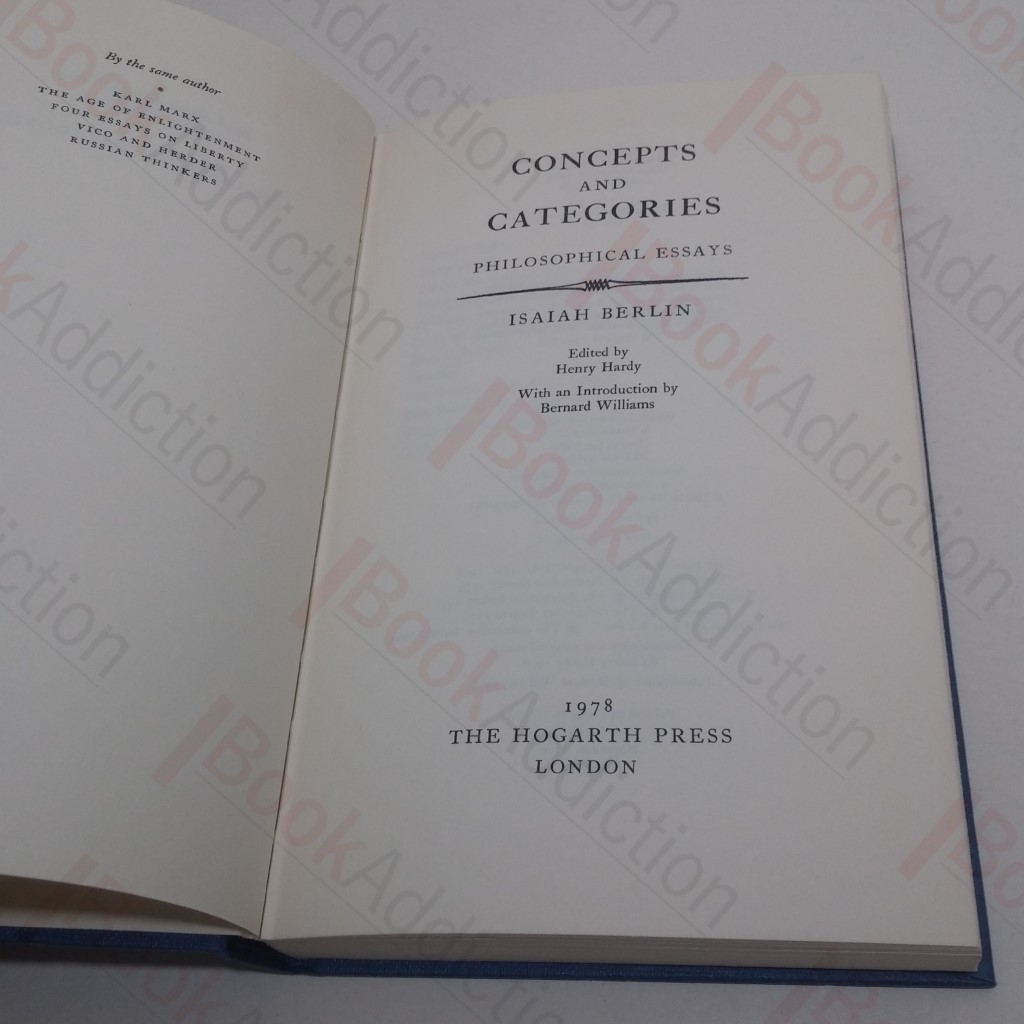 By the same author
KARL MARX
THE AGE OF ENLIGHTENMENT
FOUR ESSAYS ON LIBERTY
VICO AND HERDER
RUSSIAN THINKERS
CONCEPTS
AND
CATEGORIES
PHILOSOPHICAL ESSAYS
ISAIAH BERLIN
Edited by
Henry Hardy
With an Introduction by
Bernard Williams
1978
THE HOGARTH PRESS
LONDON
BookAddiction